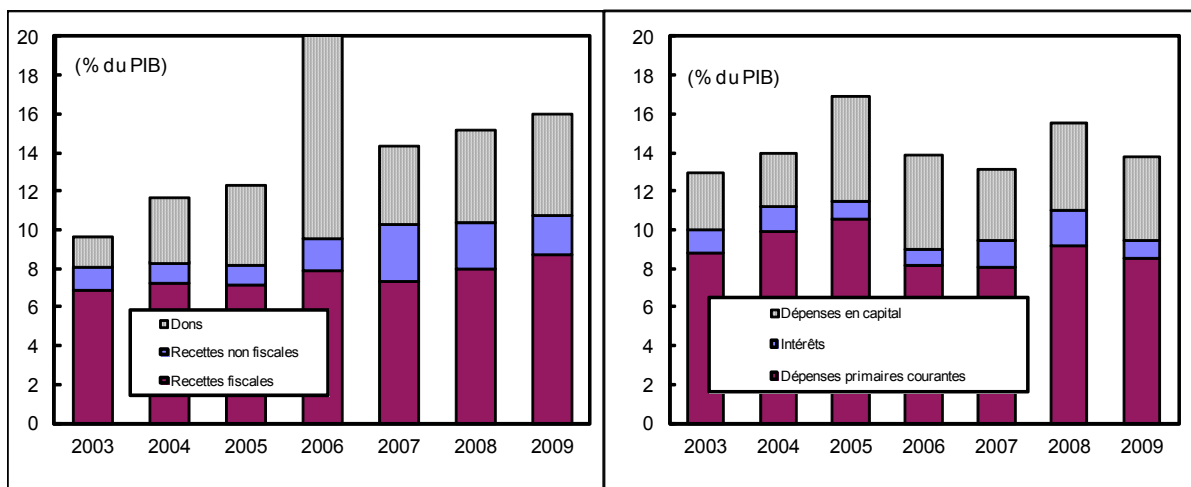 20
(% du PIB)
18
16
14
12
10
8
6
4
2
0
Dons
Recettes non fiscales
Recettes fiscales
2003 2004 2005 2006 2007 2008 2009
20
18
(% du PIB)
16
14
12
10
8
6
4
2
0
Dépenses en capital
Intérêts
Dépenses primaires courantes
2003 2004 2005 2006 2007 2008 2009